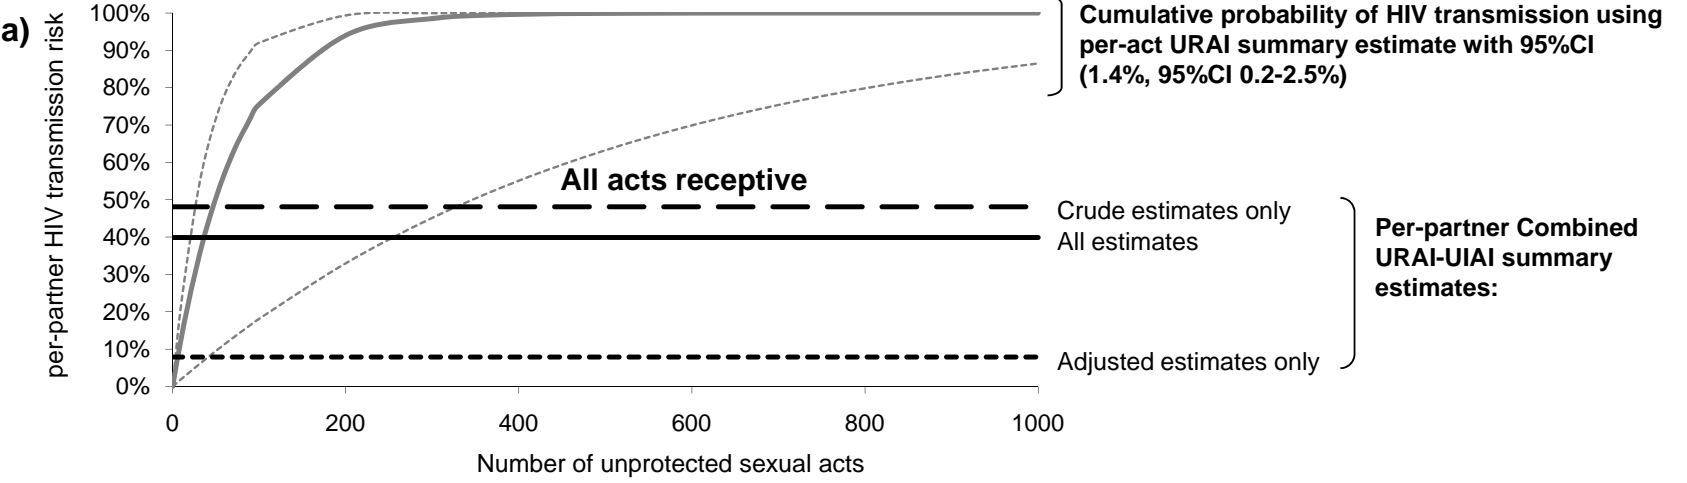 a)
per-partner HIV transmission risk
100%
90%
80%
70%
60%
50%
40%
30%
20%
10%
0%
0 200 400 600 800 1000
Number of unprotected sexual acts
All acts receptive
Cumulative probability of HIV transmission using
per-act URAI summary estimate with 95%CI
(1.4%, 95%CI 0.2-2.5%)
Crude estimates only
All estimates
Adjusted estimates only
Per-partner Combined
URAI-UIAI summary
estimates: